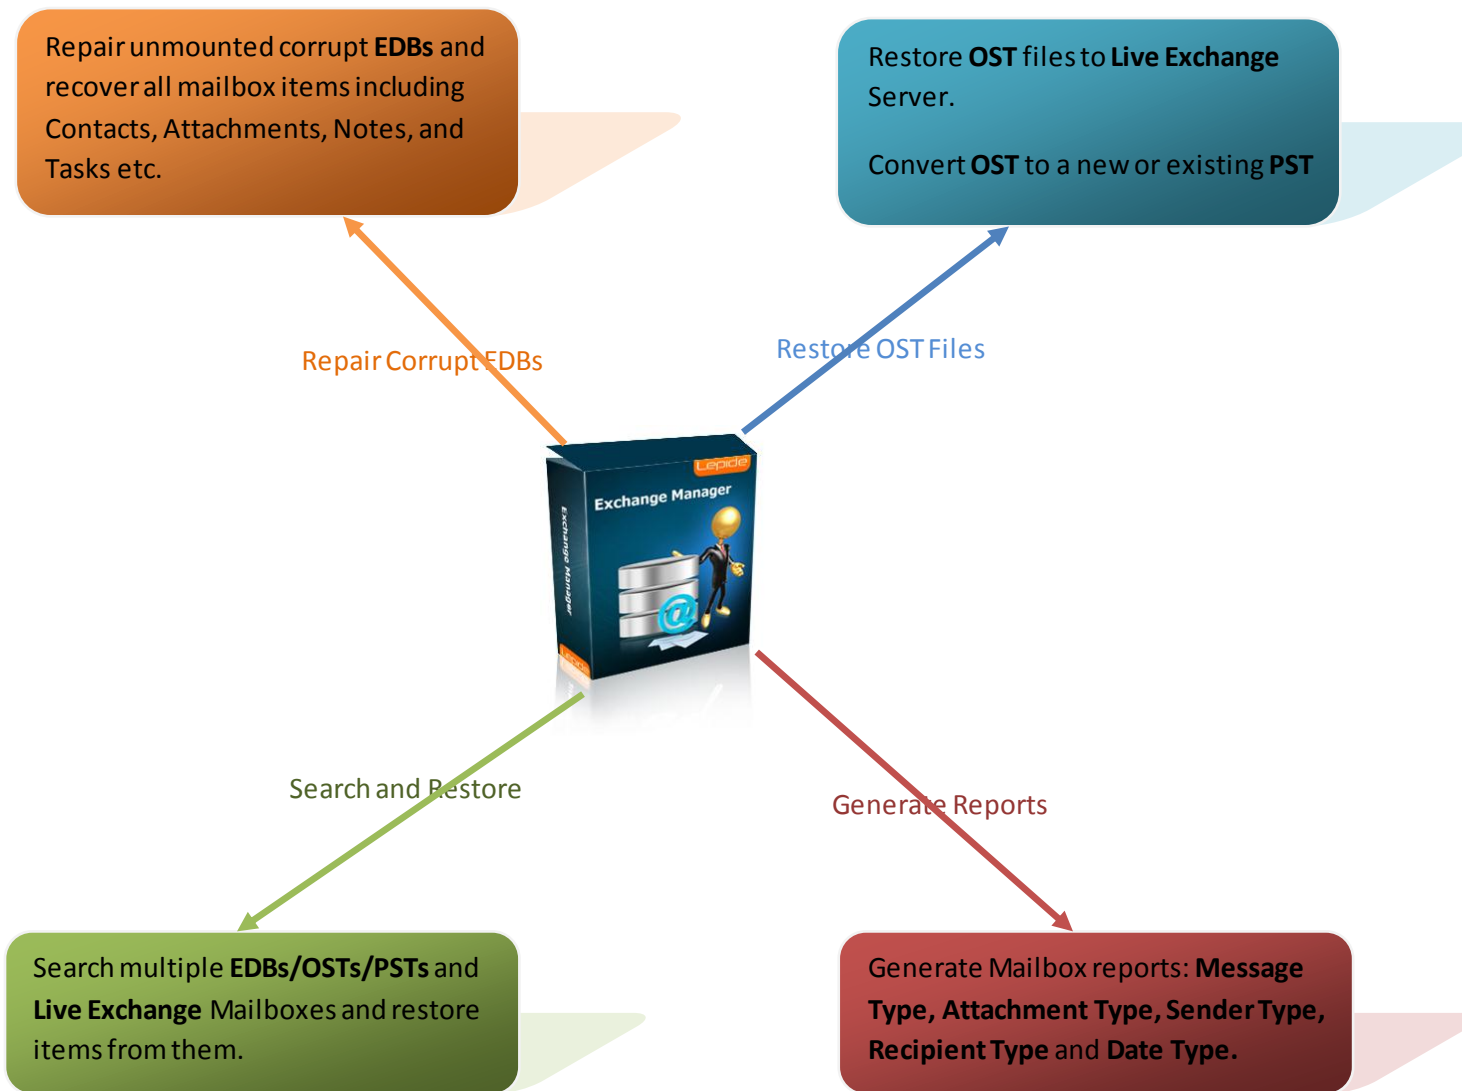 Repair unmounted corrupt EDBs and
recover all mailbox items including
Contacts, Attachments, Notes, and
Tasks etc.
Restore OST files to Live Exchange
Server.
Convert OST to a new or existing PST
Repair Corrupt EDBs
Restore OST Files
Lepide
Exchange Manager
Exchange Manager
@
Lepide
Search and Restore
Generate Reports
Search multiple EDBs/OSTs/PSTs and
Live Exchange Mailboxes and restore
items from them.
Generate Mailbox reports: Message
Type, Attachment Type, Sender Type,
Recipient Type and Date Type.